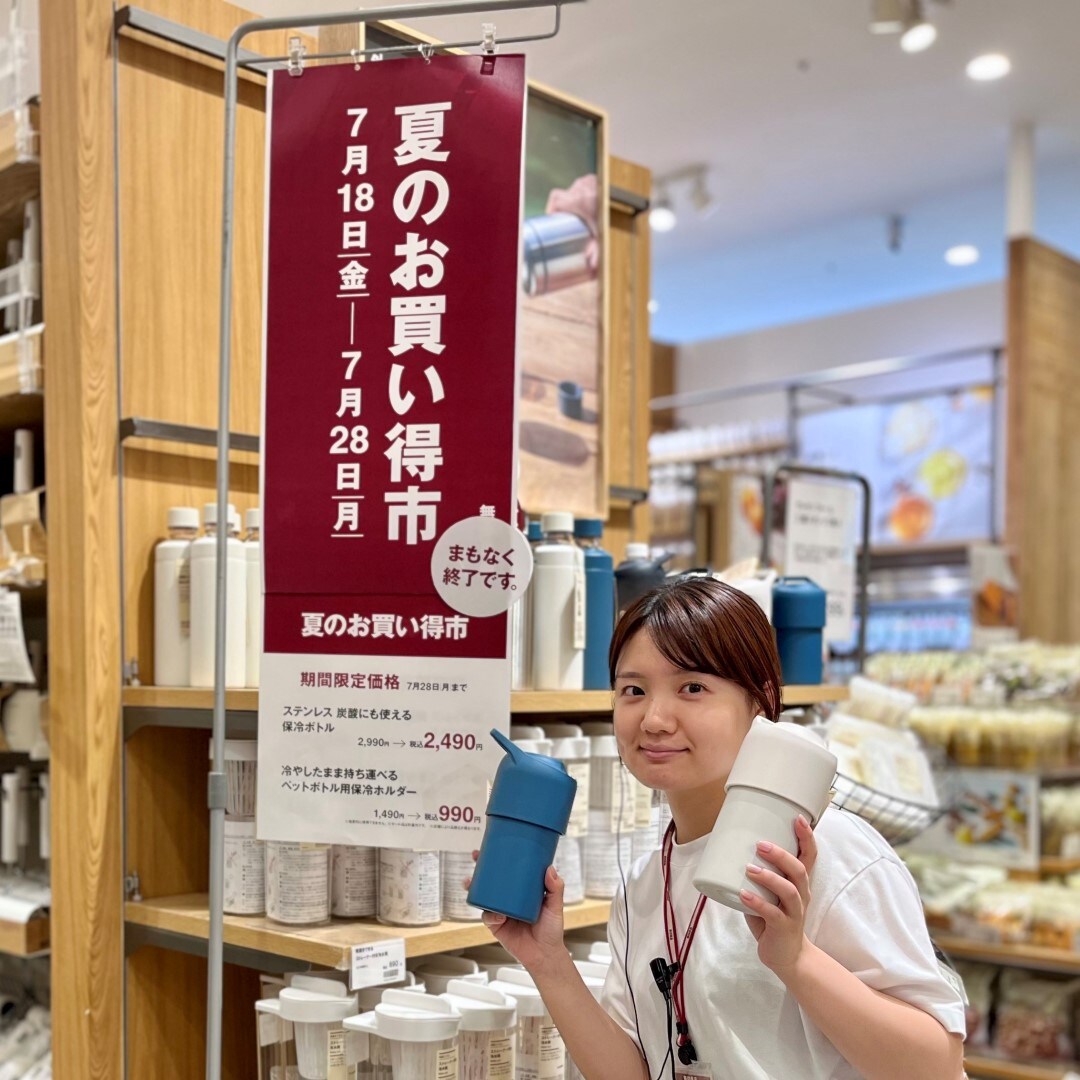 夏のお買い得市
7月18日(金)—7月28日(月)
無
まもなく
終了です。
夏のお買い得市
期間限定価格 7月28日月まで
ステンレス 炭酸にも使える
保冷ボトル
2,990円→税込2,490円
冷やしたまま持ち運べる
ペットボトル用保冷ホルダー
1,490円→税込990円